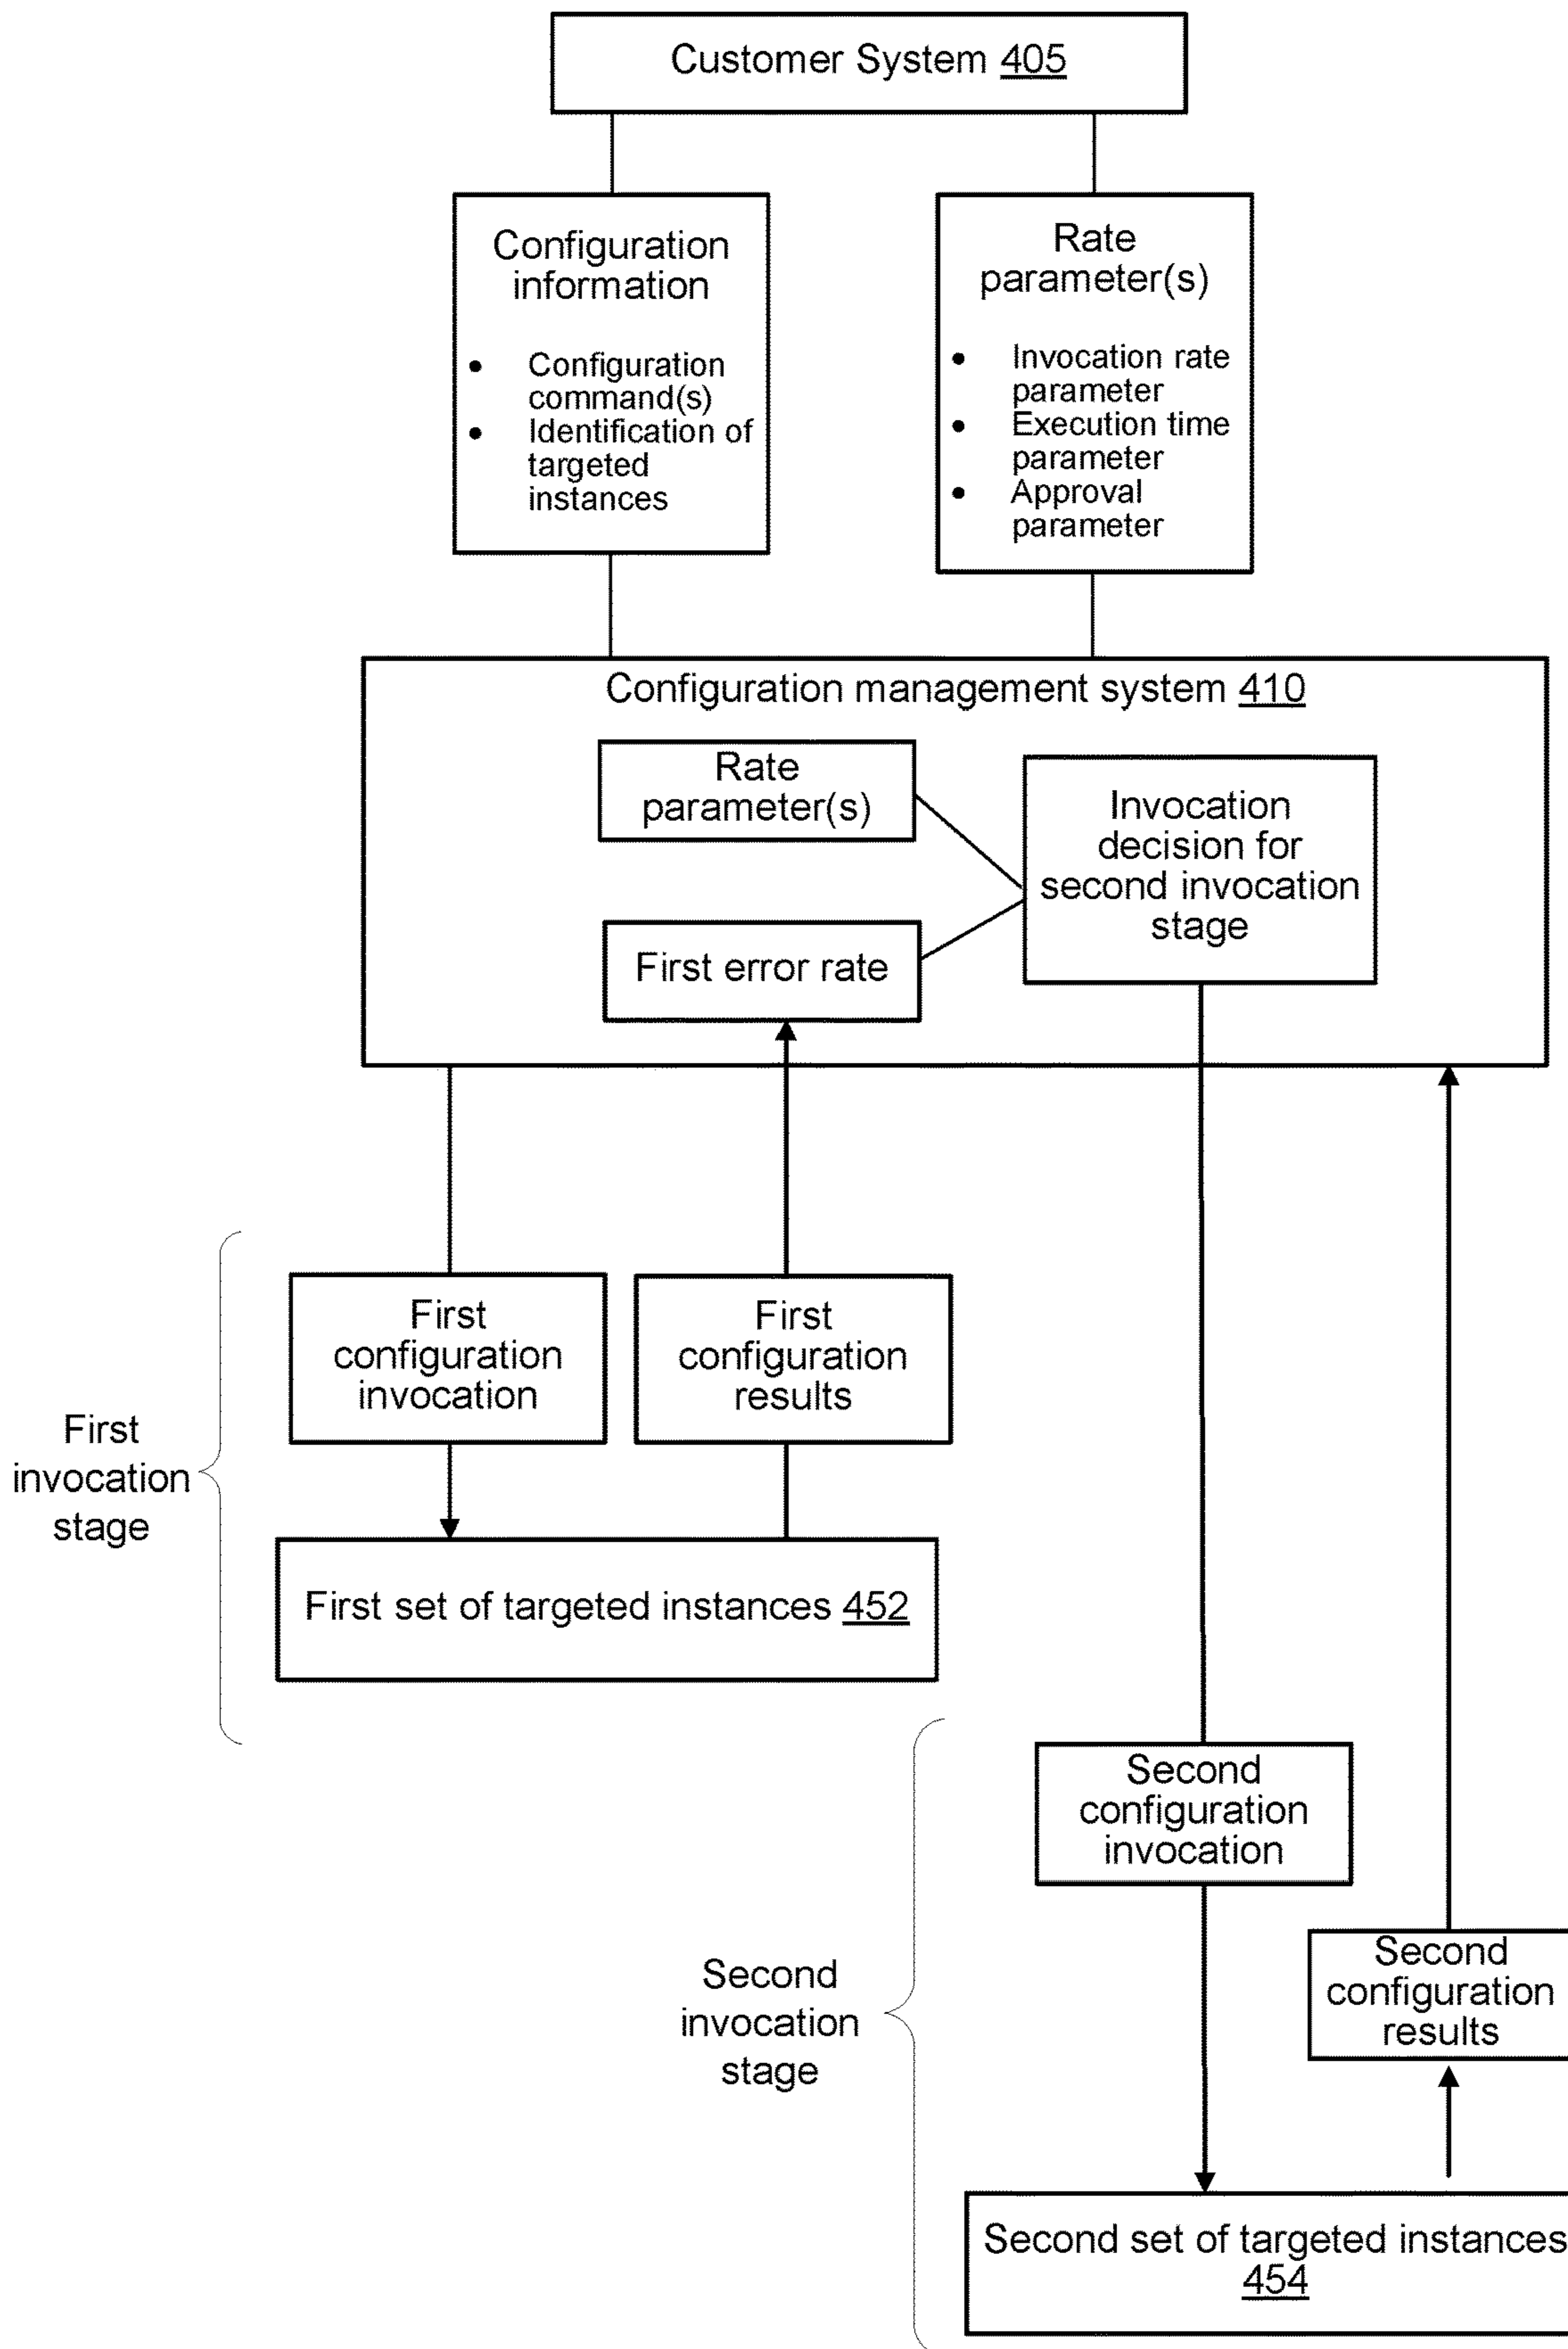 Customer System 405
Configuration
information
• Configuration
command(s)
• Identification of
targeted
instances
Rate
parameter(s)
• Invocation rate
parameter
• Execution time
parameter
• Approval
parameter
Configuration management system 410
Rate
parameter(s)
First error rate
Invocation
decision for
second invocation
stage
First
invocation
stage
First
configuration
invocation
First
configuration
results
First set of targeted instances 452
Second
invocation
stage
Second
configuration
invocation
Second
configuration
results
Second set of targeted instances
454